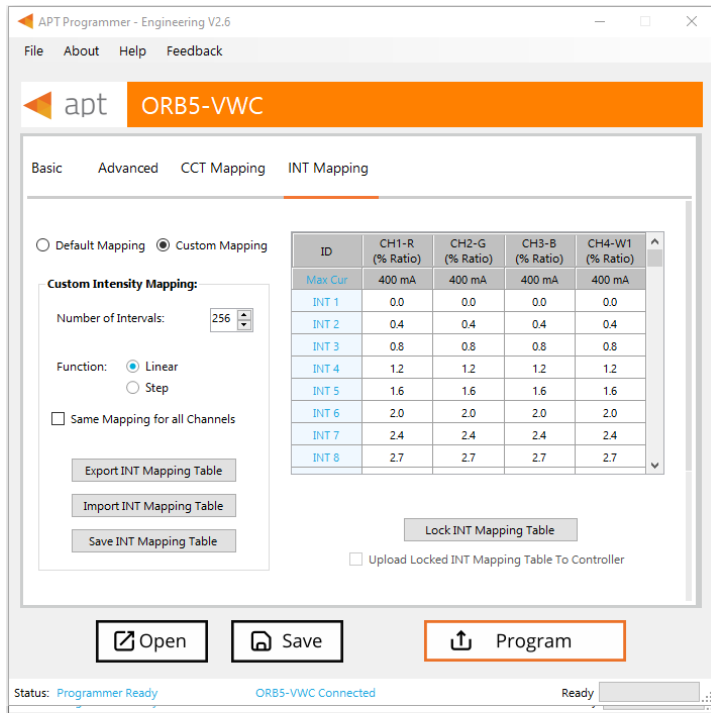 APT Programmer - Engineering V2.6
File About Help Feedback
apt ORB5-VWC
Basic Advanced CCT Mapping INT Mapping
Default Mapping Custom Mapping
Custom Intensity Mapping:
Number of Intervals: 256
Function: Linear
Step
Same Mapping for all Channels
Export INT Mapping Table
Import INT Mapping Table
Save INT Mapping Table
ID CH1-R (% Ratio) CH2-G (% Ratio) CH3-B (% Ratio) CH4-W1 (% Ratio)
Max Cur 400 mA 400 mA 400 mA 400 mA
INT 1 0.0 0.0 0.0 0.0
INT 2 0.4 0.4 0.4 0.4
INT 3 0.8 0.8 0.8 0.8
INT 4 1.2 1.2 1.2 1.2
INT 5 1.6 1.6 1.6 1.6
INT 6 2.0 2.0 2.0 2.0
INT 7 2.4 2.4 2.4 2.4
INT 8 2.7 2.7 2.7 2.7
Lock INT Mapping Table
Upload Locked INT Mapping Table To Controller
Open Save Program
Status: Programmer Ready ORB5-VWC Connected Ready